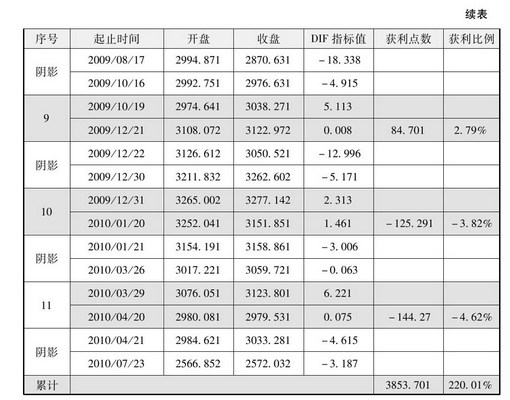 续表
序号 起止时间 开盘 收盘 DIF 指标值 获利点数 获利比例
阴影 2009/08/17 2994.871 2870.631 -18.338
2009/10/16 2992.751 2976.631 -4.915
9 2009/10/19 2974.641 3038.271 5.113
2009/12/21 3108.072 3122.972 0.008 84.701 2.79%
阴影 2009/12/22 3126.612 3050.521 -12.996
2009/12/30 3211.832 3262.602 -5.171
10 2009/12/31 3265.002 3277.142 2.313
2010/01/20 3252.041 3151.851 1.461 -125.291 -3.82%
阴影 2010/01/21 3154.191 3158.861 -3.006
2010/03/26 3017.221 3059.721 -0.063
11 2010/03/29 3076.051 3123.801 6.221
2010/04/20 2980.081 2979.531 0.075 -144.27 -4.62%
阴影 2010/04/21 2984.621 3033.281 -4.615
2010/07/23 2566.852 2572.032 -3.187
累计 3853.701 220.01%